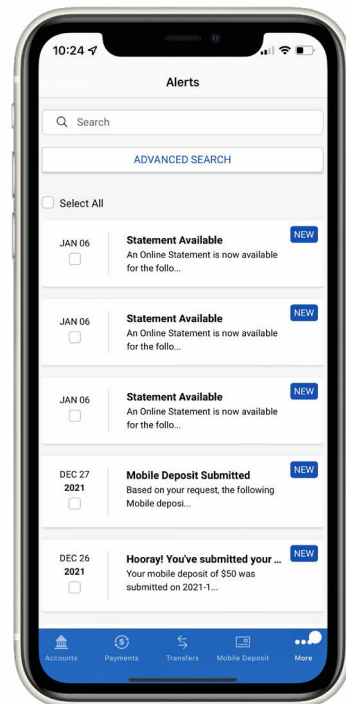 10:24
Alerts
Search
ADVANCED SEARCH
Select All
NEW
JAN 06
Statement Available
An Online Statement is now available
for the follo...
NEW
JAN 06
Statement Available
An Online Statement is now available
for the follo...
NEW
JAN 06
Statement Available
An Online Statement is now available
for the follo...
NEW
DEC 27
2021
Mobile Deposit Submitted
Based on your request, the following
Mobile deposi...
NEW
DEC 26
2021
Hooray! You've submitted your ...
Your mobile deposit of $50 was
submitted on 2021-1...
Accounts
Payments
Transfers
Mobile Deposit
More